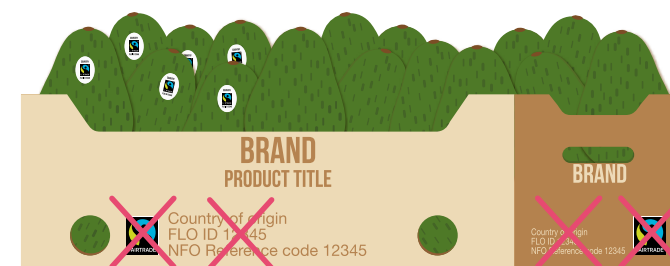 BRAND
PRODUCT TITLE
Country of origin
FLO ID 12345
NFO Reference code 12345
FAIRTRADE
BRAND
Country of origin
FLO ID 12345
NFO Reference code 12345
FAIRTRADE